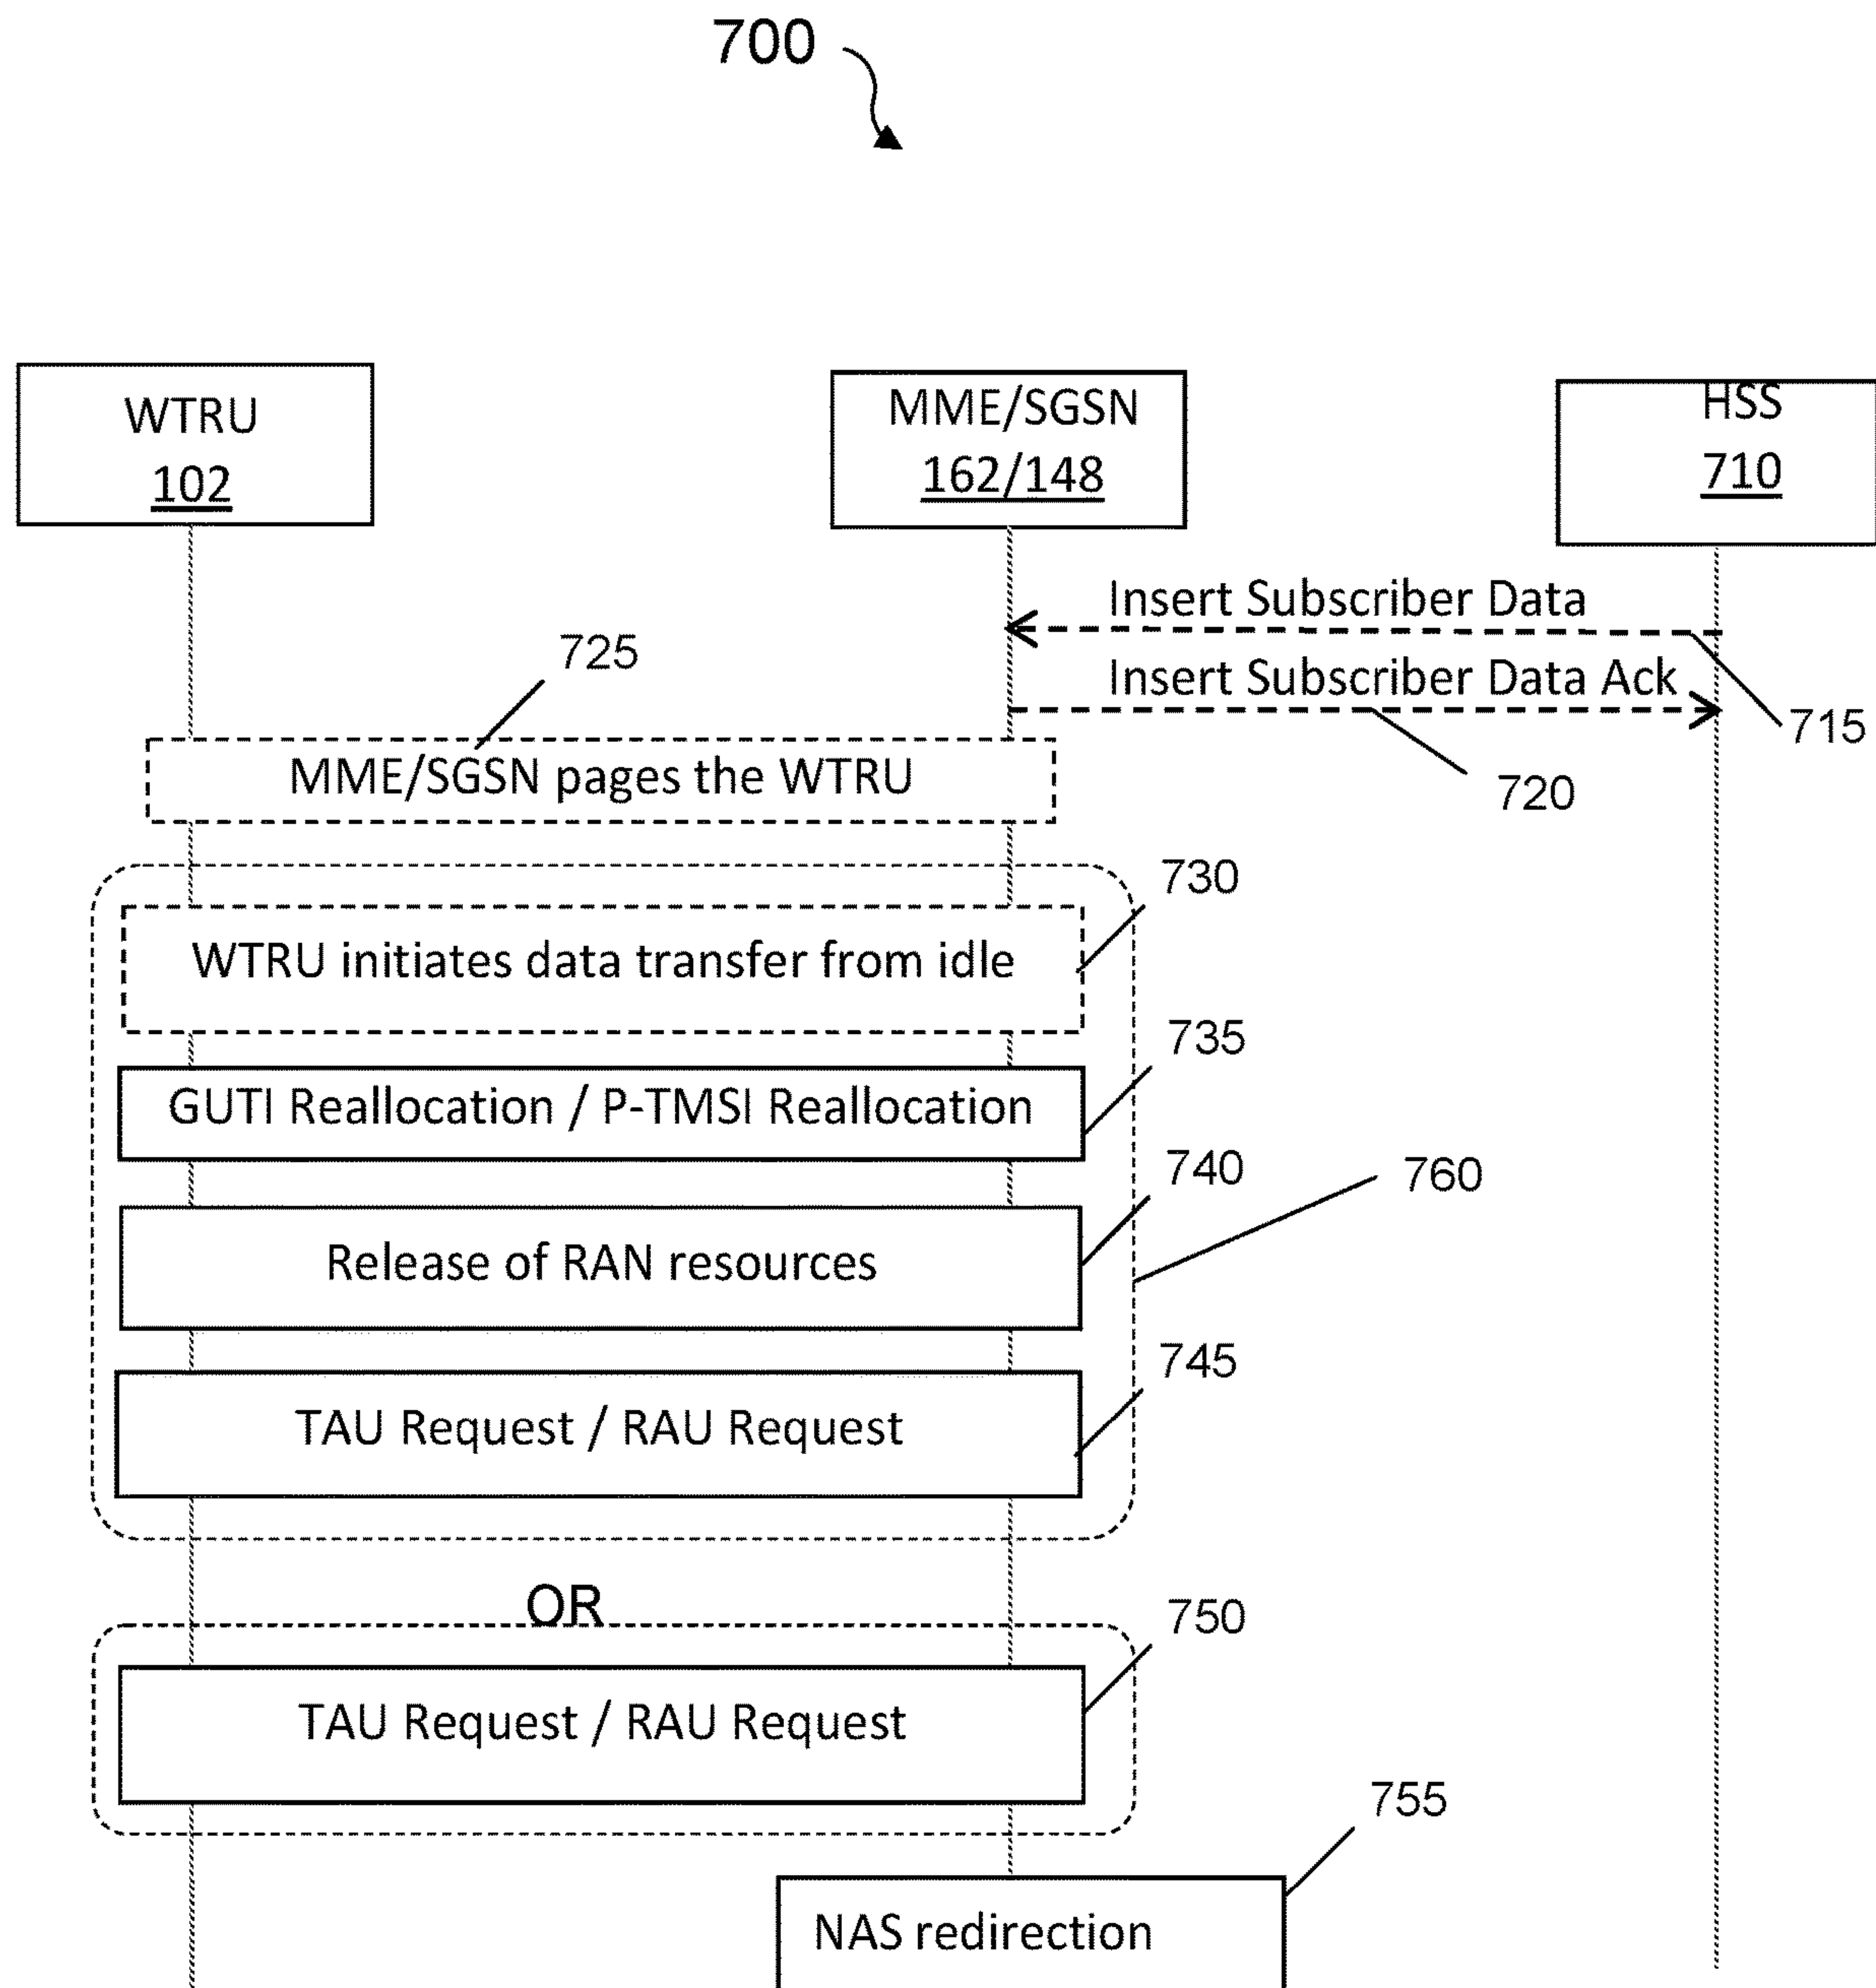 700
WTRU
102
MME/SGSN
162/148
HSS
710
Insert Subscriber Data
715
Insert Subscriber Data Ack
720
725
MME/SGSN pages the WTRU
730
WTRU initiates data transfer from idle
735
GUTI Reallocation / P-TMSI Reallocation
740
760
Release of RAN resources
745
TAU Request / RAU Request
OR
750
TAU Request / RAU Request
755
NAS redirection